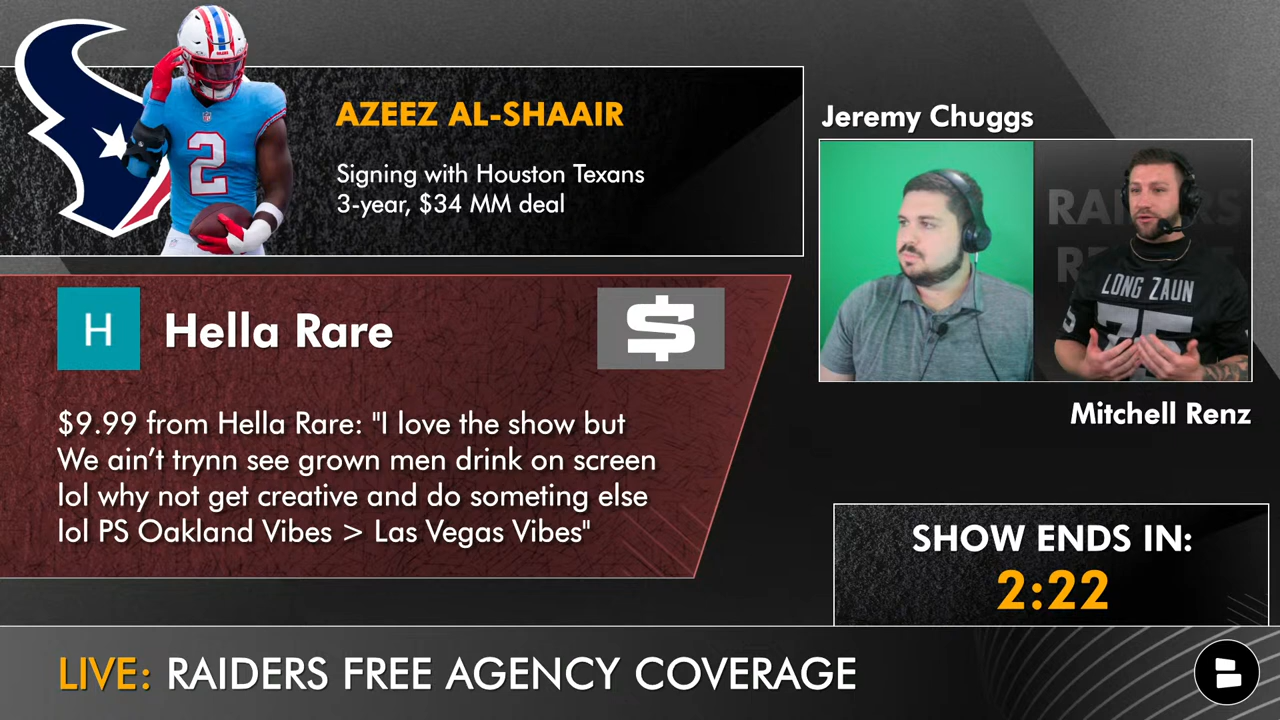 AZEEZ AL-SHAAIR
Signing with Houston Texans
3-year, $34 MM deal
2
Jeremy Chuggs
LONG ZAUN
75
Mitchell Renz
H
Hella Rare
$
$9.99 from Hella Rare: "I love the show but
We ain't trynn see grown men drink on screen
lol why not get creative and do someting else
lol PS Oakland Vibes > Las Vegas Vibes"
SHOW ENDS IN:
2:22
LIVE: RAIDERS FREE AGENCY COVERAGE